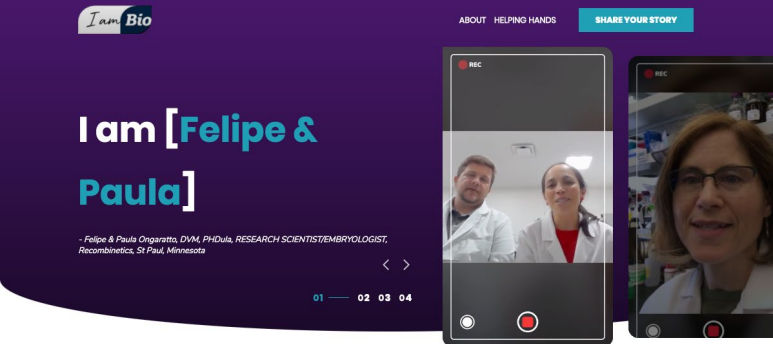 I am Bio
ABOUT HELPING HANDS SHARE YOUR STORY
REC
REC
I am [Felipe &
Paula]
- Felipe & Paula Ongaratto, DVM, PHDula, RESEARCH SCIENTIST/EMBRYOLOGIST,
Recombinetics, St Paul, Minnesota
01 02 03 04